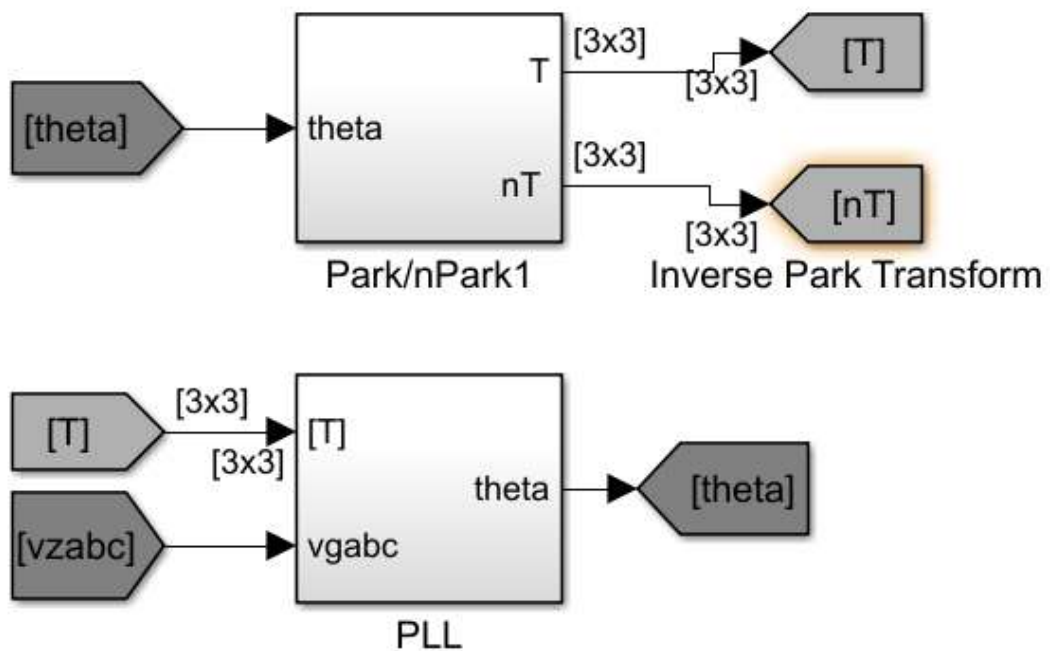 [theta]
theta
T
nT
[3x3]
[3x3]
[T]
[3x3]
[3x3]
[nT]
Park/nPark1
Inverse Park Transform
[T]
[3x3]
[3x3]
[T]
[vzabc]
vgabc
theta
[theta]
PLL